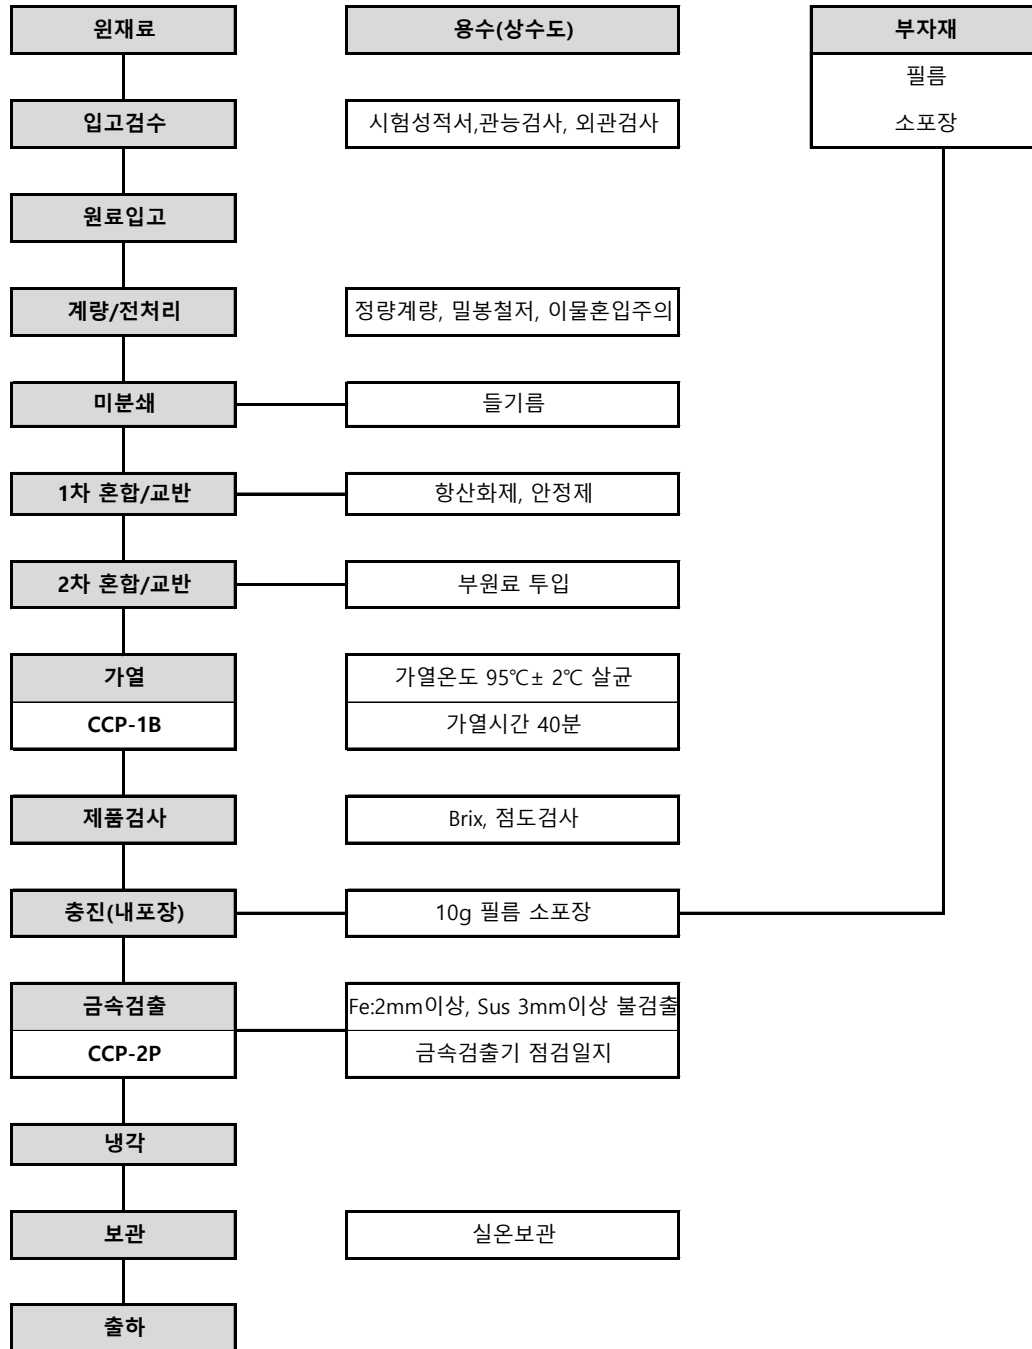 윈재료
용수(상수도)
부자재
필름
소포장
입고검수
시험성적서,관능검사, 외관검사
원료입고
계량/전처리
정량계량, 밀봉철저, 이물혼입주의
미분쇄
들기름
1차 혼합/교반
항산화제, 안정제
2차 혼합/교반
부원료 투입
가열
가열온도 95℃± 2℃ 살균
CCP-1B
가열시간 40분
제품검사
Brix, 점도검사
충진(내포장)
10g 필름 소포장
금속검출
Fe:2mm이상, Sus 3mm이상 불검출
CCP-2P
금속검출기 점검일지
냉각
보관
실온보관
출하